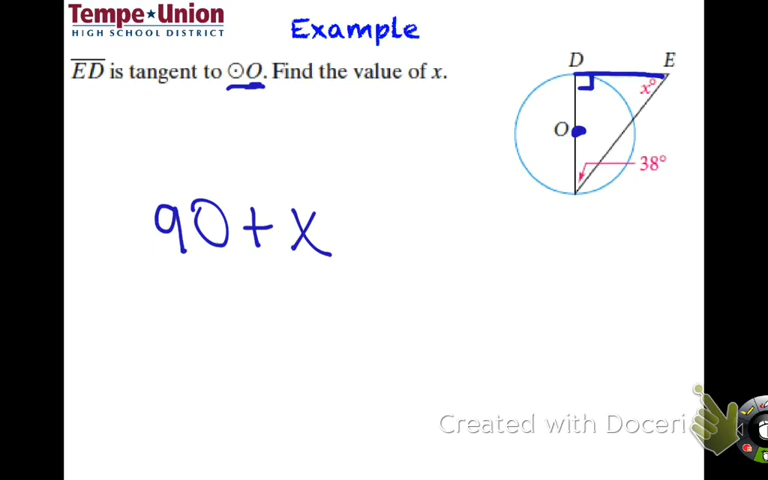 Tempe★Union
HIGH SCHOOL DISTRICT
Example
ED is tangent to ⊙O. Find the value of x.
D E
x°
O
38°
90 + x
Created with Doceri